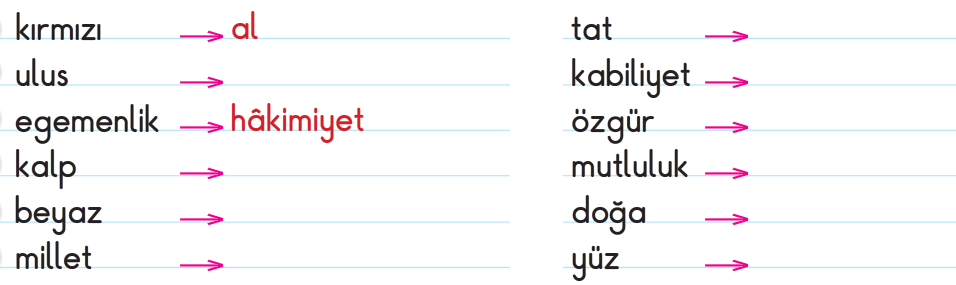 kırmızı → al
ulus →
egemenlik → hâkimiyet
kalp →
beyaz →
millet →
tat →
kabiliyet →
özgür →
mutluluk →
doğa →
yüz →